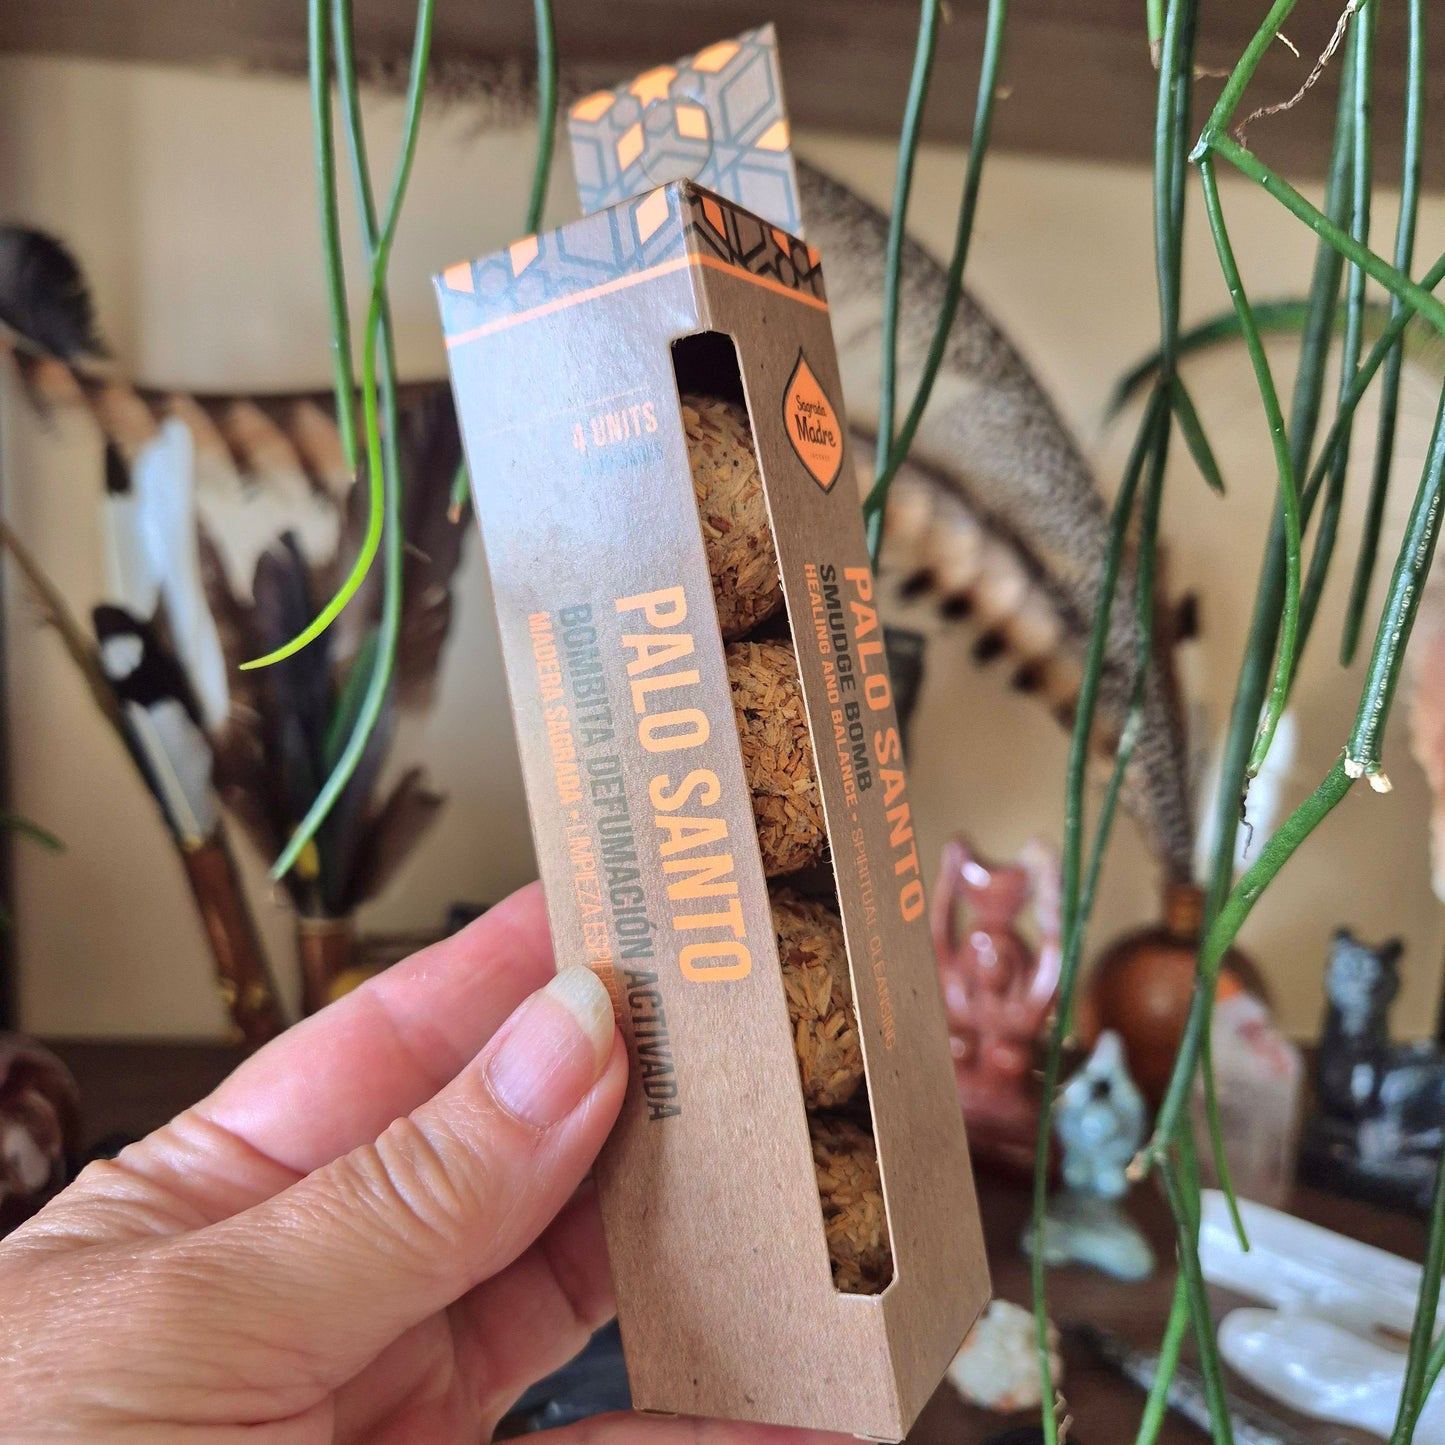 4 UNITS
PALO SANTO
BOMBITA DEFUMACIÓN ACTIVADA
MADERA SAGRADA • LIMPIEZA
Sagrada
Madre
PALO SANTO
SMUDGE BOMB
HEALING AND BALANCE • SPIRITUAL CLEANSING